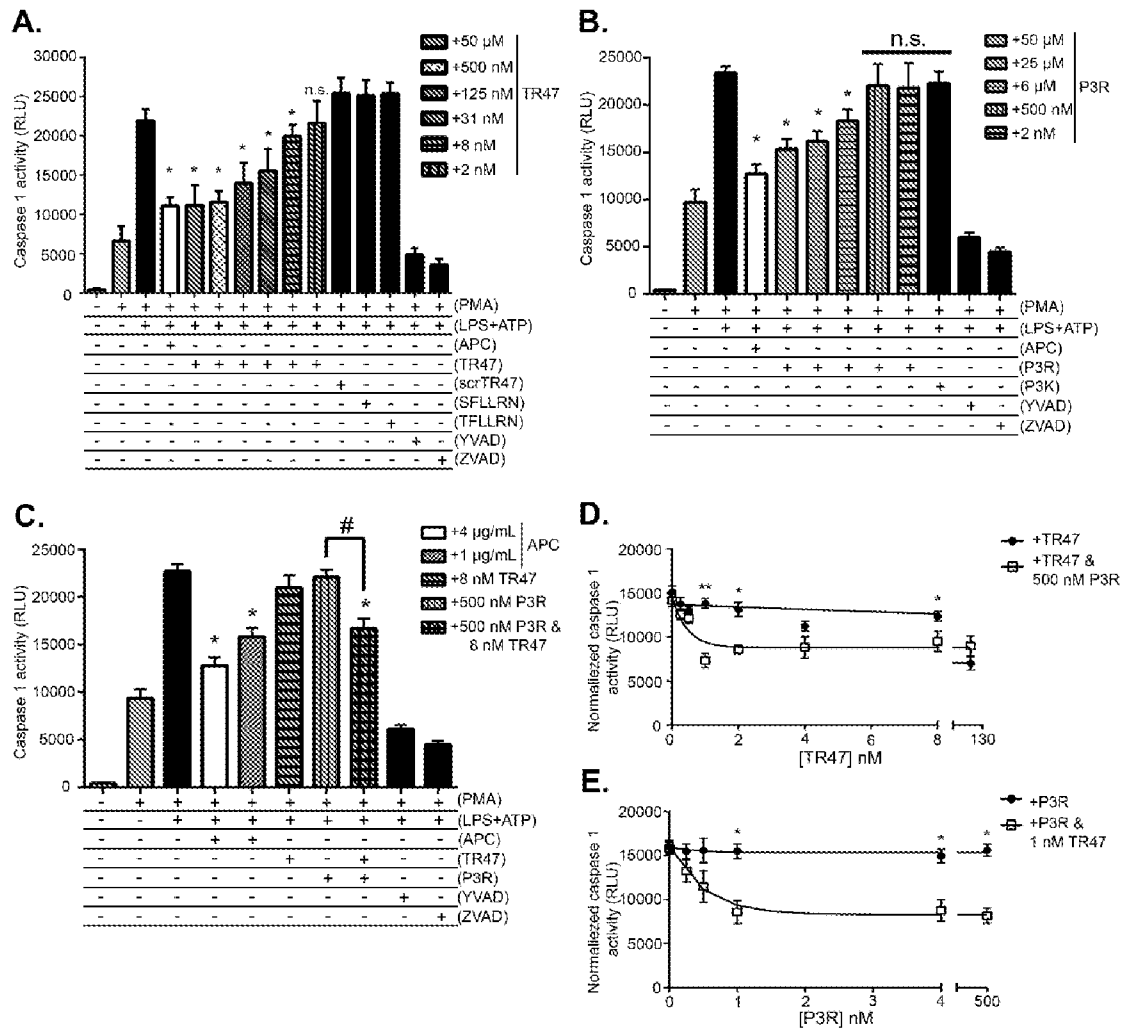 A.
30000
25000
20000
15000
10000
5000
0
Caspase 1 activity (RLU)
* * * * * * n.s.
+50 µM
+500 nM
+125 nM
+31 nM
+8 nM
+2 nM
TR47
- + + + + + + + + + + + + + + (PMA)
- - + + + + + + + + + + + + + (LPS+ATP)
- - - + - - - - - - - - - - - (APC)
- - - - + + + + + + - - - - - (TR47)
- - - - - - - - - - + - - - - (scrTR47)
- - - - - - - - - - - + - - - (SFLLRN)
- - - - - - - - - - - - + - - (TFLLRN)
- - - - - - - - - - - - - + - (YVAD)
- - - - - - - - - - - - - - + (ZVAD)
B.
30000
25000
20000
15000
10000
5000
0
Caspase 1 activity (RLU)
* * * *
n.s.
+50 µM
+25 µM
+6 µM
+500 nM
+2 nM
P3R
- + + + + + + + + + + + (PMA)
- - + + + + + + + + + + (LPS+ATP)
- - - + - - - - - - - - (APC)
- - - - + + + + + - - - (P3R)
- - - - - - - - - + - - (P3K)
- - - - - - - - - - + - (YVAD)
- - - - - - - - - - - + (ZVAD)
C.
25000
20000
15000
10000
5000
0
Caspase 1 activity (RLU)
#
* * *
+4 µg/mL
+1 µg/mL
APC
+8 nM TR47
+500 nM P3R
+500 nM P3R &
8 nM TR47
- + + + + + + + + + (PMA)
- - + + + + + + + + (LPS+ATP)
- - - + + - - - - - (APC)
- - - - - + - + - - (TR47)
- - - - - - + + - - (P3R)
- - - - - - - - + - (YVAD)
- - - - - - - - - + (ZVAD)
D.
+TR47
+TR47 &
500 nM P3R
20000
15000
10000
5000
0
Normaliezed caspase 1
activity (RLU)
** * *
0 2 4 6 8 130
[TR47] nM
E.
+P3R
+P3R &
1 nM TR47
20000
15000
10000
5000
0
Normaliezed caspase 1
activity (RLU)
* * *
0 1 2 3 4 500
[P3R] nM